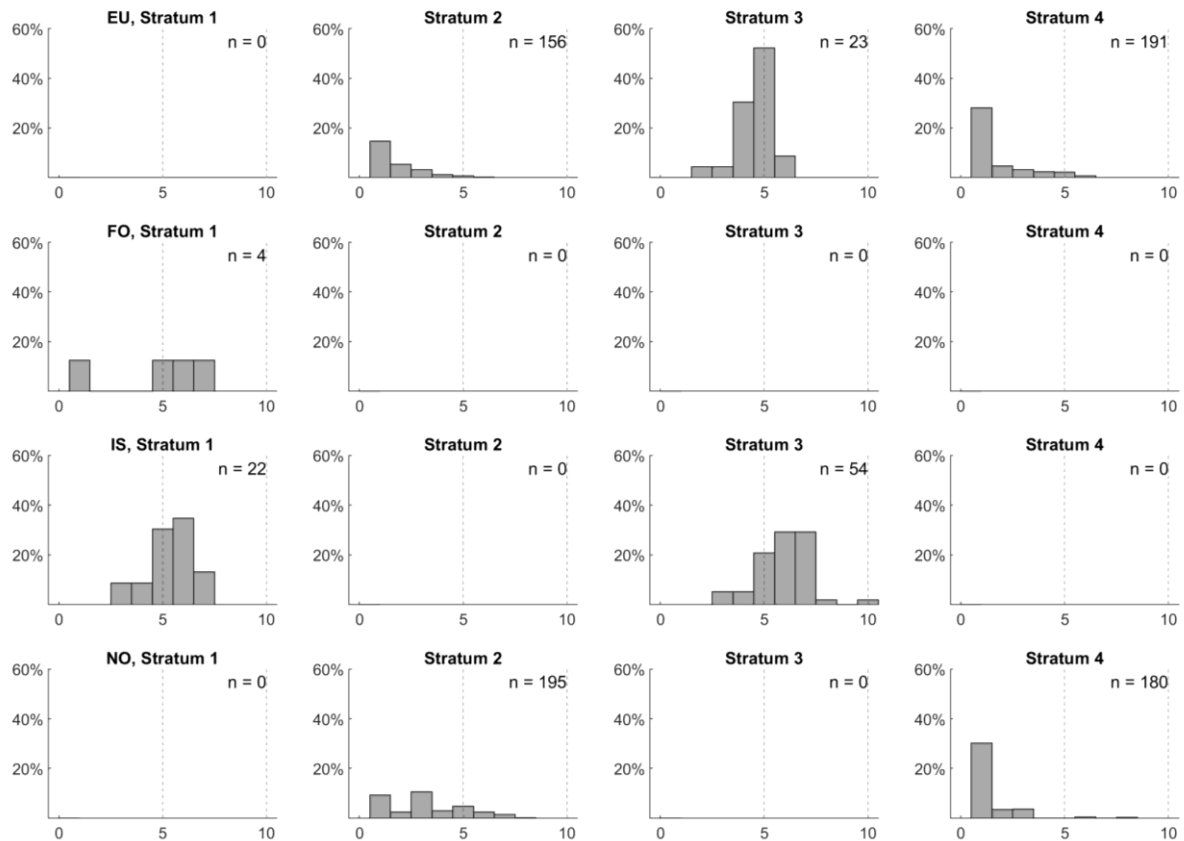 EU, Stratum 1 Stratum 2 Stratum 3 Stratum 4
60% 60% 60% 60%
n = 0 n = 156 n = 23 n = 191
40% 40% 40% 40%
20% 20% 20% 20%
0 5 10 0 5 10 0 5 10 0 5 10
FO, Stratum 1 Stratum 2 Stratum 3 Stratum 4
60% 60% 60% 60%
n = 4 n = 0 n = 0 n = 0
40% 40% 40% 40%
20% 20% 20% 20%
0 5 10 0 5 10 0 5 10 0 5 10
IS, Stratum 1 Stratum 2 Stratum 3 Stratum 4
60% 60% 60% 60%
n = 22 n = 0 n = 54 n = 0
40% 40% 40% 40%
20% 20% 20% 20%
0 5 10 0 5 10 0 5 10 0 5 10
NO, Stratum 1 Stratum 2 Stratum 3 Stratum 4
60% 60% 60% 60%
n = 0 n = 195 n = 0 n = 180
40% 40% 40% 40%
20% 20% 20% 20%
0 5 10 0 5 10 0 5 10 0 5 10